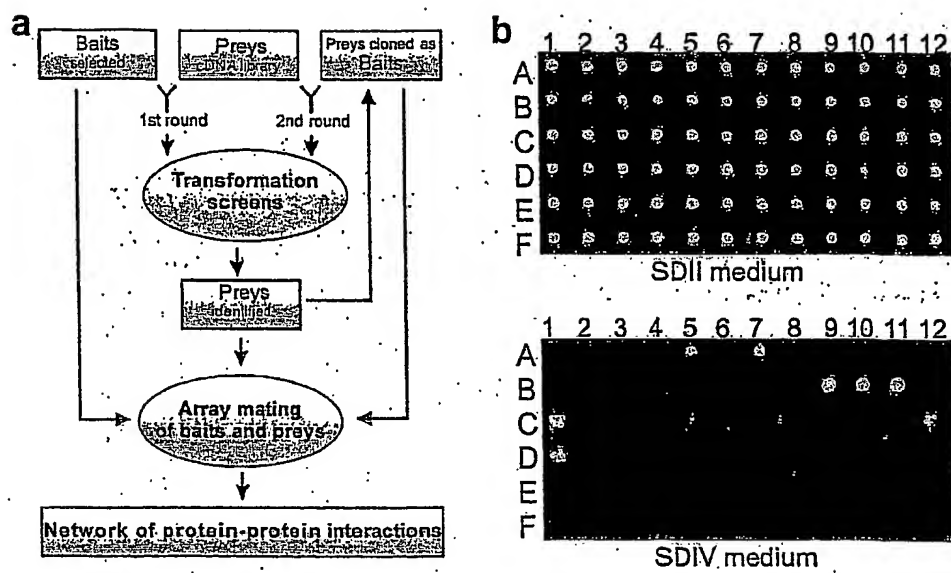 a
Baits
selected
Preys
cDNA library
Preys cloned as
Baits
1st round
2nd round
Transformation
screens
Preys
identified
Array mating
of baits and preys
Network of protein-protein interactions
b
1 2 3 4 5 6 7 8 9 10 11 12
A
B
C
D
E
F
SDII medium
1 2 3 4 5 6 7 8 9 10 11 12
A
B
C
D
E
F
SDIV medium